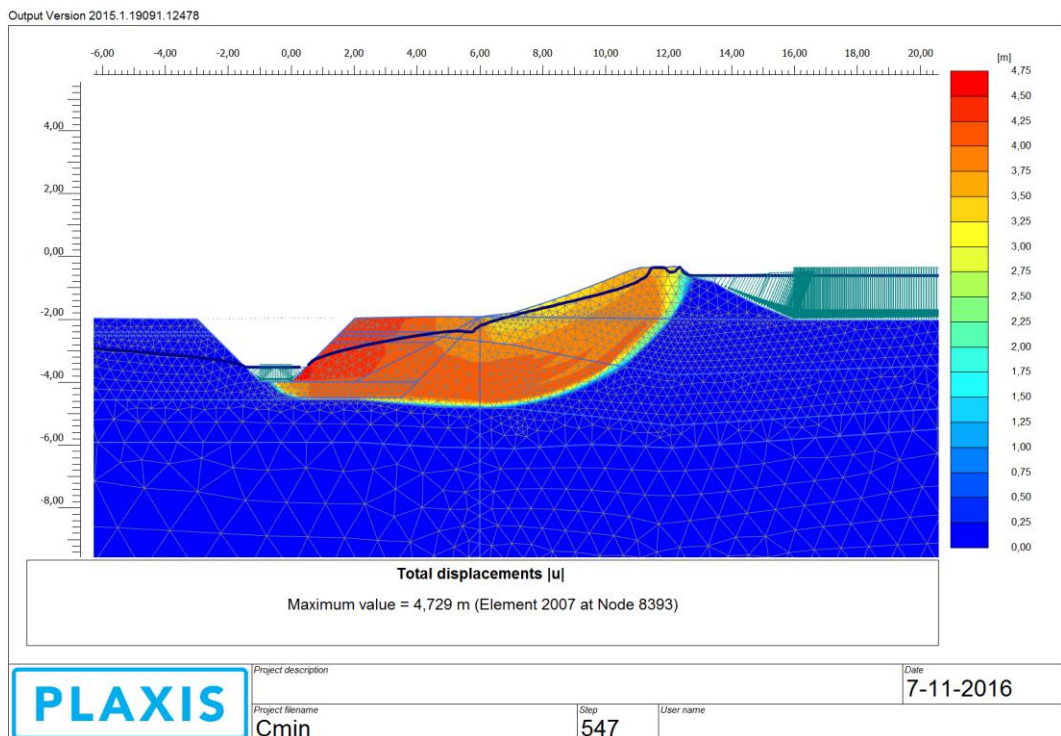 Output Version 2015.1.19091.12478
-6,00 -4,00 -2,00 0,00 2,00 4,00 6,00 8,00 10,00 12,00 14,00 16,00 18,00 20,00
[m]
4,75
4,50
4,25
4,00
3,75
3,50
3,25
3,00
2,75
2,50
2,25
2,00
1,75
1,50
1,25
1,00
0,75
0,50
0,25
0,00
4,00
2,00
0,00
-2,00
-4,00
-6,00
-8,00
Total displacements |u|
Maximum value = 4,729 m (Element 2007 at Node 8393)
PLAXIS
Project description
Date
7-11-2016
Project filename
Cmin
Step
547
User name